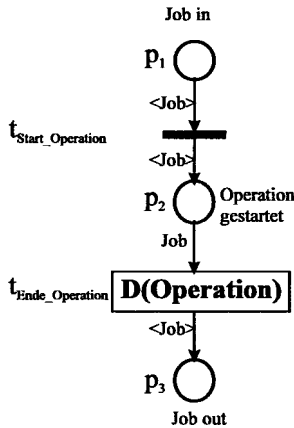 Job in
p1
<Job>
tStart_Operation
<Job>
p2
Operation
gestartet
Job
tEnde_Operation
D(Operation)
<Job>
p3
Job out